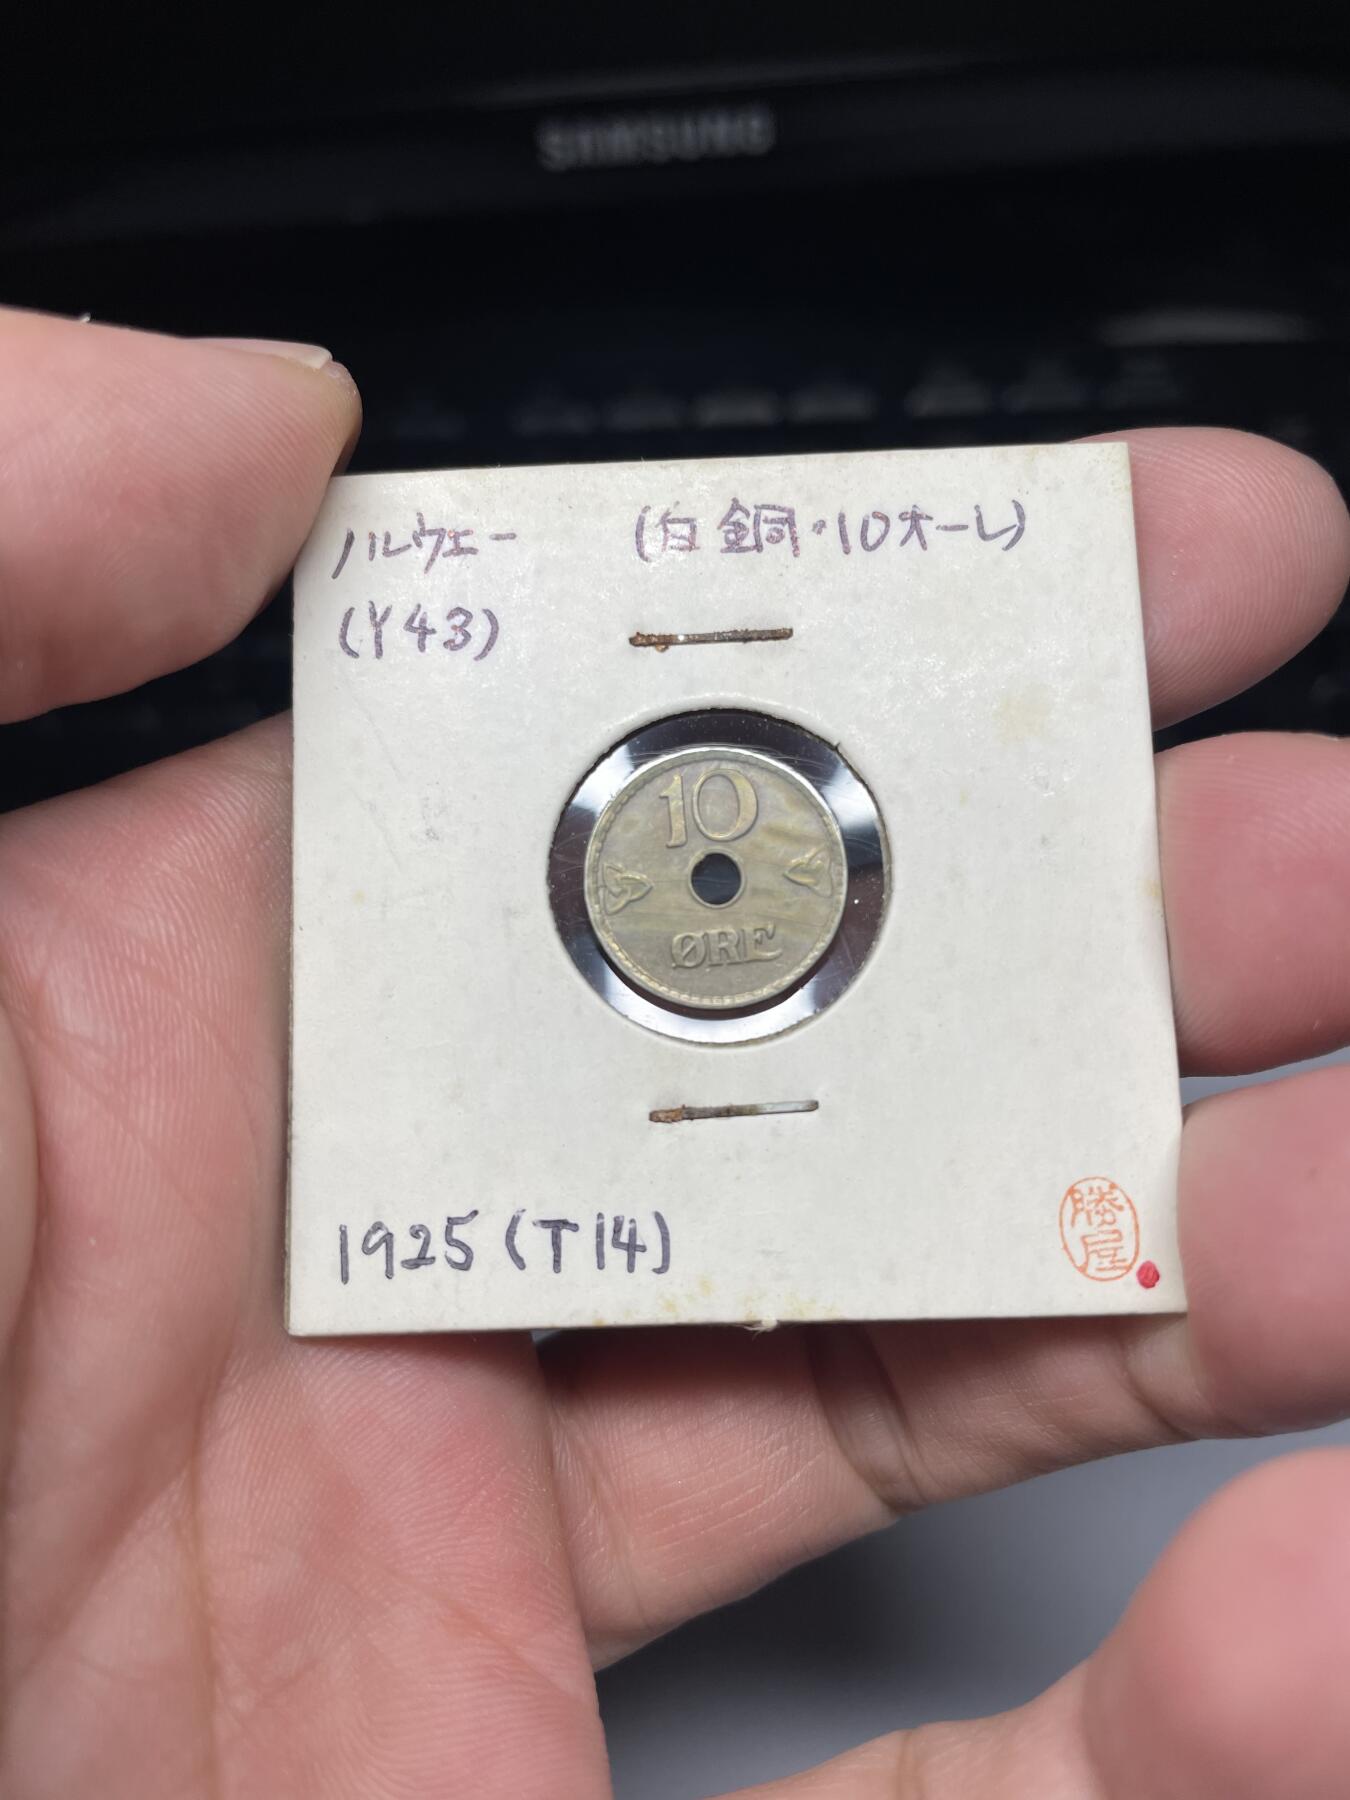 SAMSUNG
ノルウェー (白銅・10オーレ)
(Y43)
10
ØRE
1925(T14)
勝屋